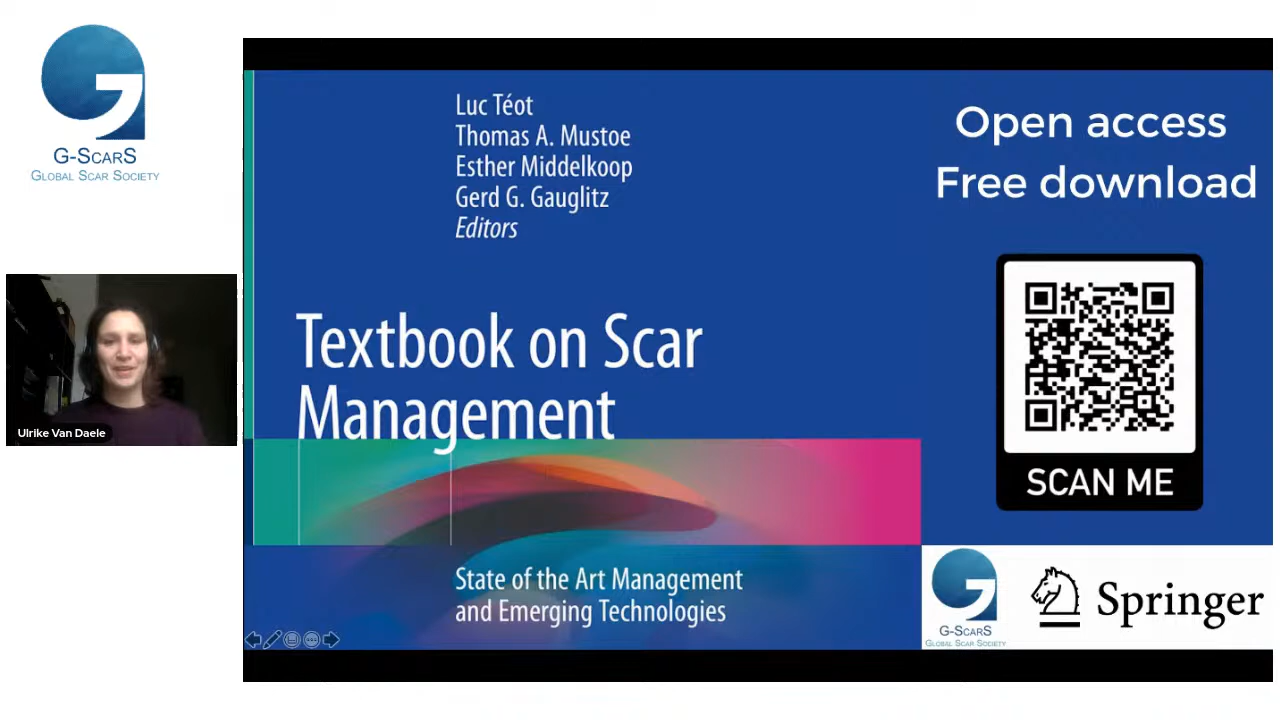 G-ScarS
Global Scar Society
Ulrike Van Daele
Luc Téot
Thomas A. Mustoe
Esther Middelkoop
Gerd G. Gauglitz
Editors
Textbook on Scar
Management
State of the Art Management
and Emerging Technologies
Open access
Free download
SCAN ME
G-ScarS
Global Scar Society
Springer